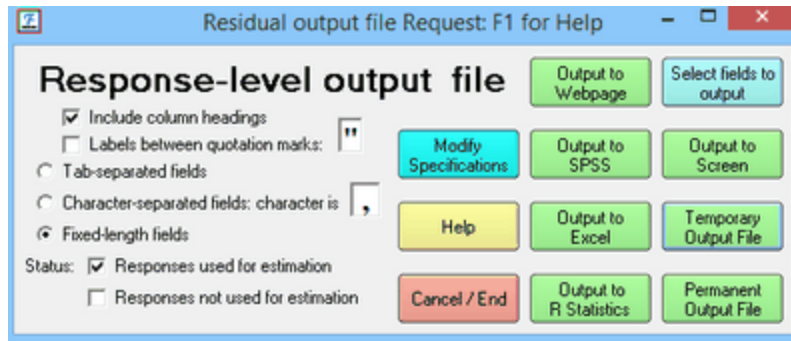 Residual output file Request: F1 for Help
Response-level output file
Include column headings
Labels between quotation marks: "
Tab-separated fields
Character-separated fields: character is ,
Fixed-length fields
Status: Responses used for estimation
Responses not used for estimation
Output to
Webpage
Select fields to
output
Modify
Specifications
Output to
SPSS
Output to
Screen
Help
Output to
Excel
Temporary
Output File
Cancel / End
Output to
R Statistics
Permanent
Output File